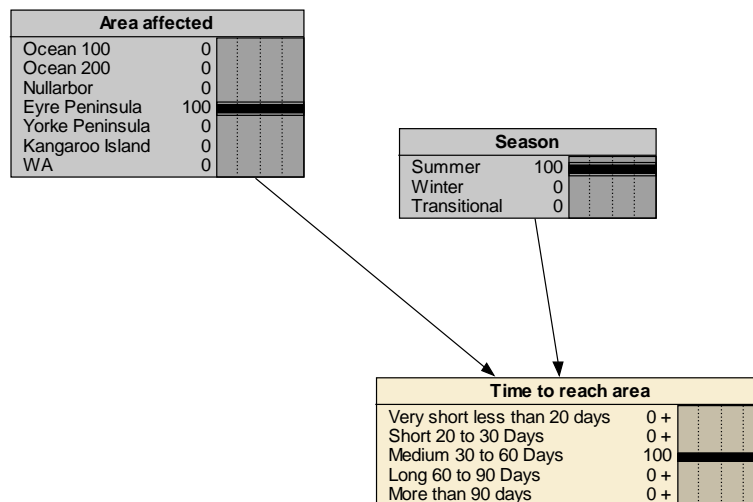 Area affected
Ocean 100 0
Ocean 200 0
Nullarbor 0
Eyre Peninsula 100
Yorke Peninsula 0
Kangaroo Island 0
WA 0
Season
Summer 100
Winter 0
Transitional 0
Time to reach area
Very short less than 20 days 0 +
Short 20 to 30 Days 0 +
Medium 30 to 60 Days 100
Long 60 to 90 Days 0 +
More than 90 days 0 +